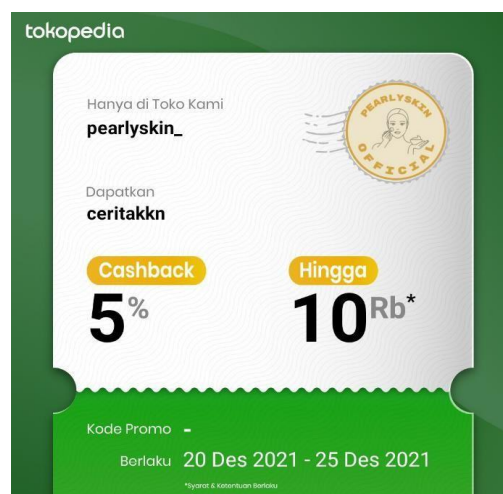 tokopedia
Hanya di Toko Kami
pearlyskin_
PEARLYSKIN
OFFICIAL
Dapatkan
ceritakkn
Cashback
Hingga
5%
10Rb*
Kode Promo -
Berlaku 20 Des 2021 - 25 Des 2021
*Syarat & Ketentuan Berlaku